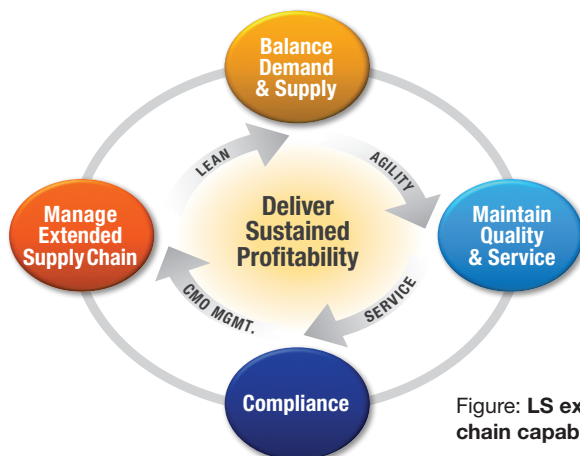 Balance
Demand
& Supply
LEAN
AGILITY
Manage
Extended
Supply Chain
Deliver
Sustained
Profitability
Maintain
Quality
& Service
CMO MGMT.
SERVICE
Compliance
Figure: LS ex
chain capab